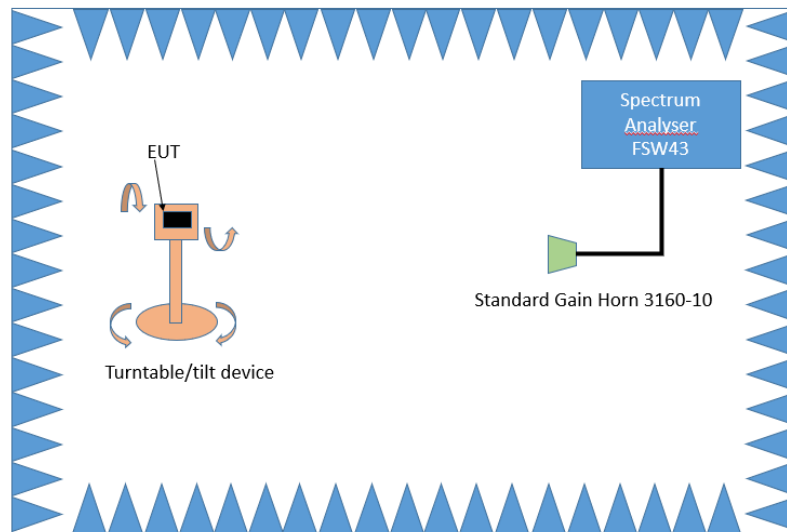 Spectrum
Analyser
FSW43
EUT
Standard Gain Horn 3160-10
Turntable/tilt device